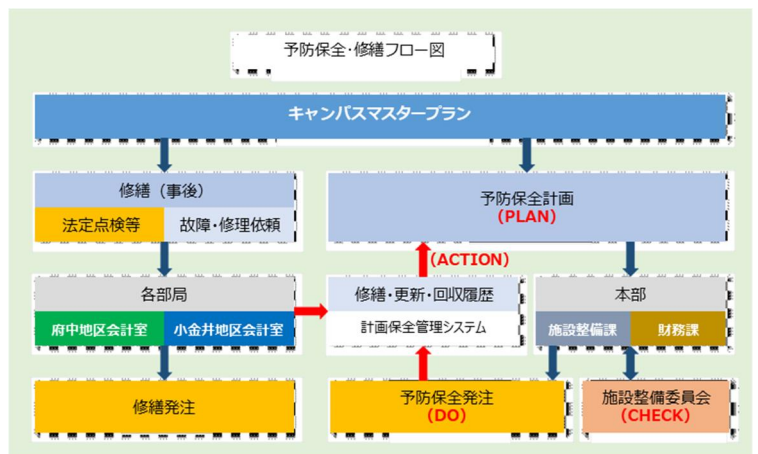 予防保全・修繕フロー図
キャンパスマスタープラン
修繕（事後）
法定点検等
故障・修理依頼
予防保全計画
(PLAN)
(ACTION)
各部局
府中地区会計室
小金井地区会計室
修繕・更新・回収履歴
計画保全管理システム
本部
施設整備課
財務課
修繕発注
予防保全発注
(DO)
施設整備委員会
(CHECK)